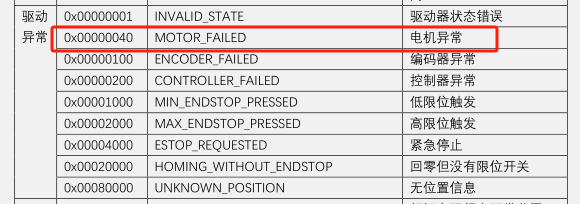 驱动
异常
0x00000001 INVALID_STATE 驱动器状态错误
0x00000040 MOTOR_FAILED 电机异常
0x00000100 ENCODER_FAILED 编码器异常
0x00000200 CONTROLLER_FAILED 控制器异常
0x00001000 MIN_ENDSTOP_PRESSED 低限位触发
0x00002000 MAX_ENDSTOP_PRESSED 高限位触发
0x00004000 ESTOP_REQUESTED 紧急停止
0x00020000 HOMING_WITHOUT_ENDSTOP 回零但没有限位开关
0x00080000 UNKNOWN_POSITION 无位置信息